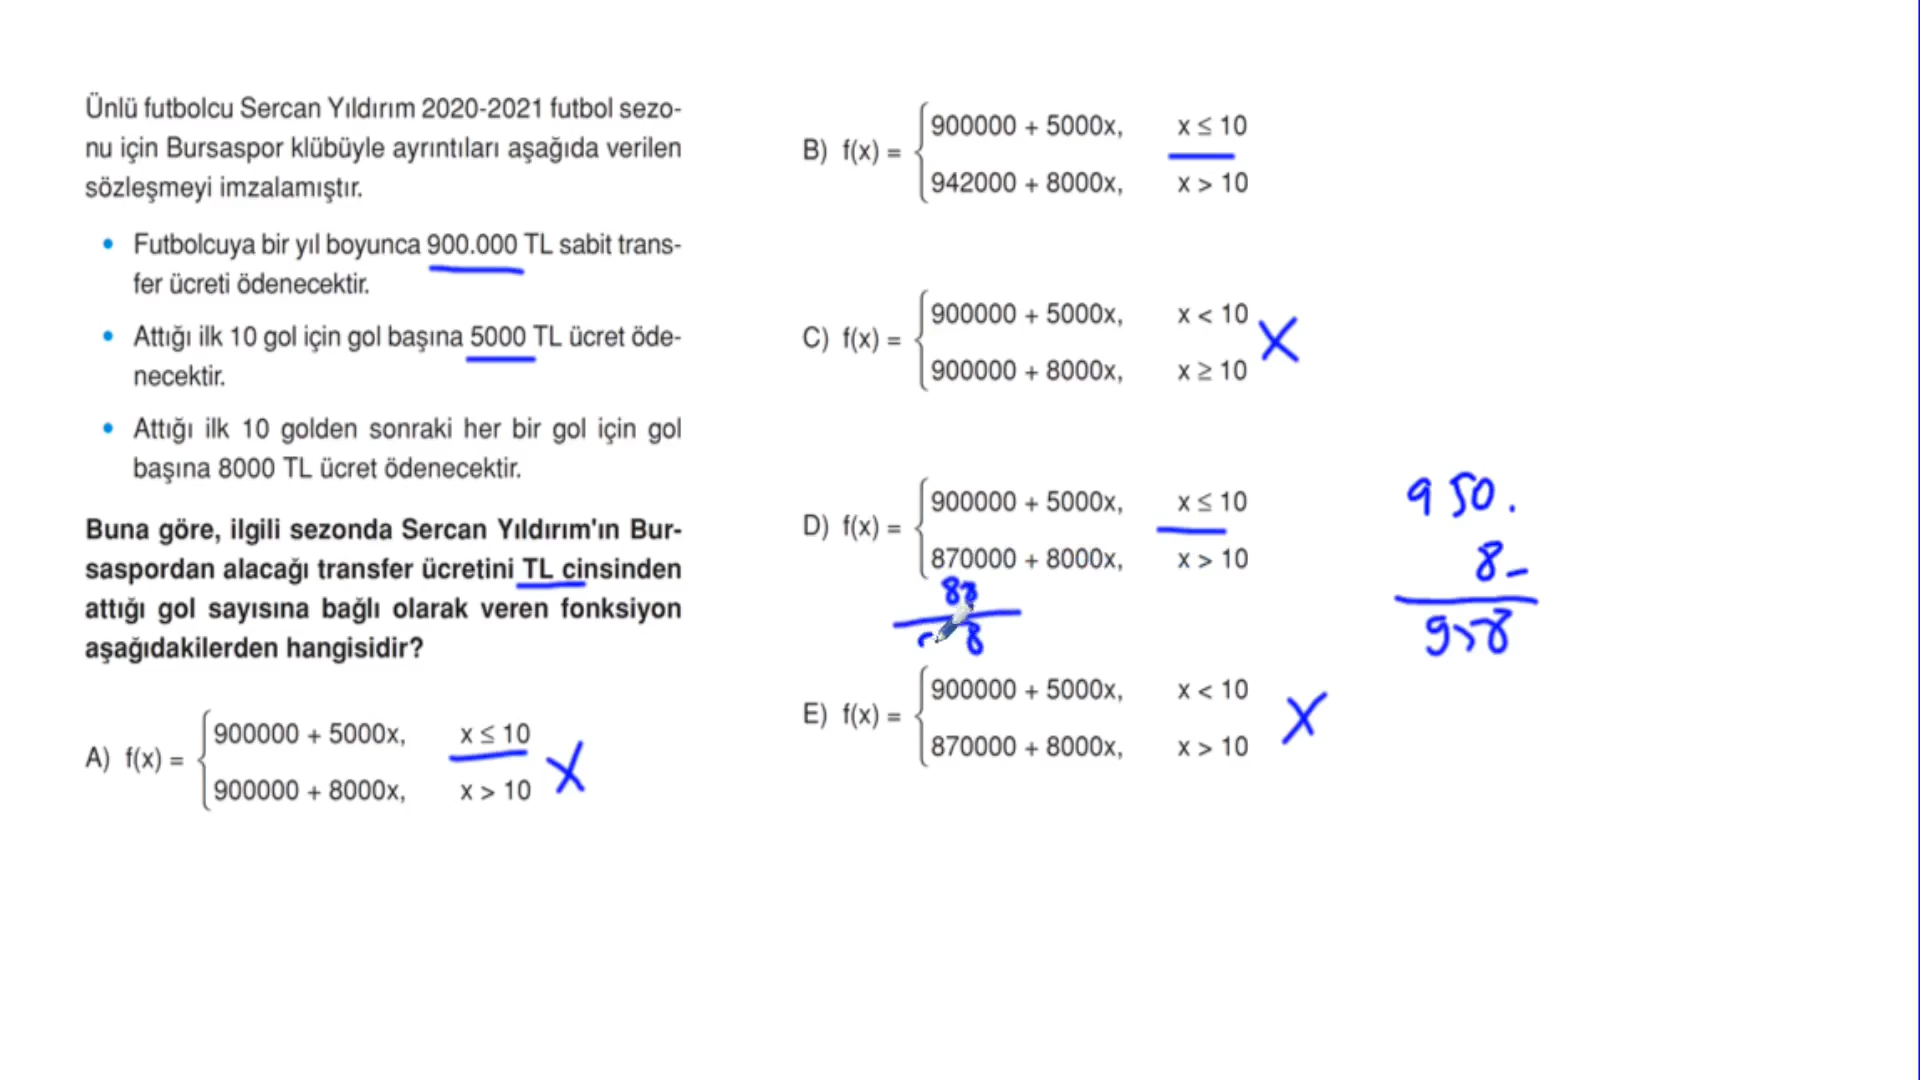 Ünlü futbolcu Sercan Yıldırım 2020-2021 futbol sezo-
nu için Bursaspor klübüyle ayrıntıları aşağıda verilen
sözleşmeyi imzalamıştır.
• Futbolcuya bir yıl boyunca 900.000 TL sabit trans-
fer ücreti ödenecektir.
• Attığı ilk 10 gol için gol başına 5000 TL ücret öde-
necektir.
• Attığı ilk 10 golden sonraki her bir gol için gol
başına 8000 TL ücret ödenecektir.
Buna göre, ilgili sezonda Sercan Yıldırım'ın Bur-
saspordan alacağı transfer ücretini TL cinsinden
attığı gol sayısına bağlı olarak veren fonksiyon
aşağıdakilerden hangisidir?
A) f(x) =
900000 + 5000x, x ≤ 10
900000 + 8000x, x > 10
X
B) f(x) =
900000 + 5000x, x ≤ 10
942000 + 8000x, x > 10
C) f(x) =
900000 + 5000x, x < 10
900000 + 8000x, x ≥ 10
X
D) f(x) =
900000 + 5000x, x ≤ 10
870000 + 8000x, x > 10
88
8
E) f(x) =
900000 + 5000x, x < 10
870000 + 8000x, x > 10
X
950.
8-
958